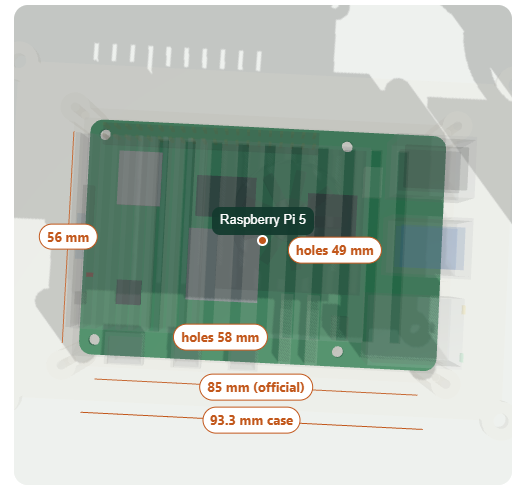 56 mm
Raspberry Pi 5
holes 49 mm
holes 58 mm
85 mm (official)
93.3 mm case